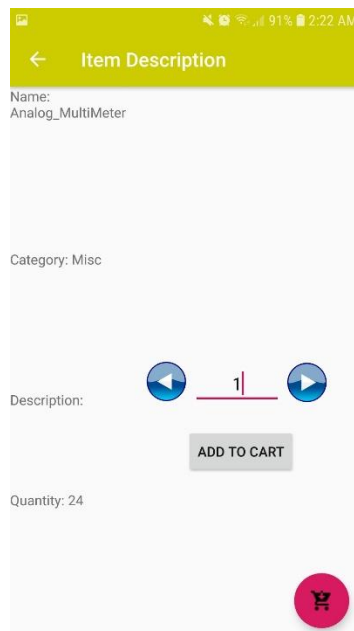 91% 2:22 AM
Item Description
Name:
Analog_MultiMeter
Category: Misc
1
Description:
ADD TO CART
Quantity: 24